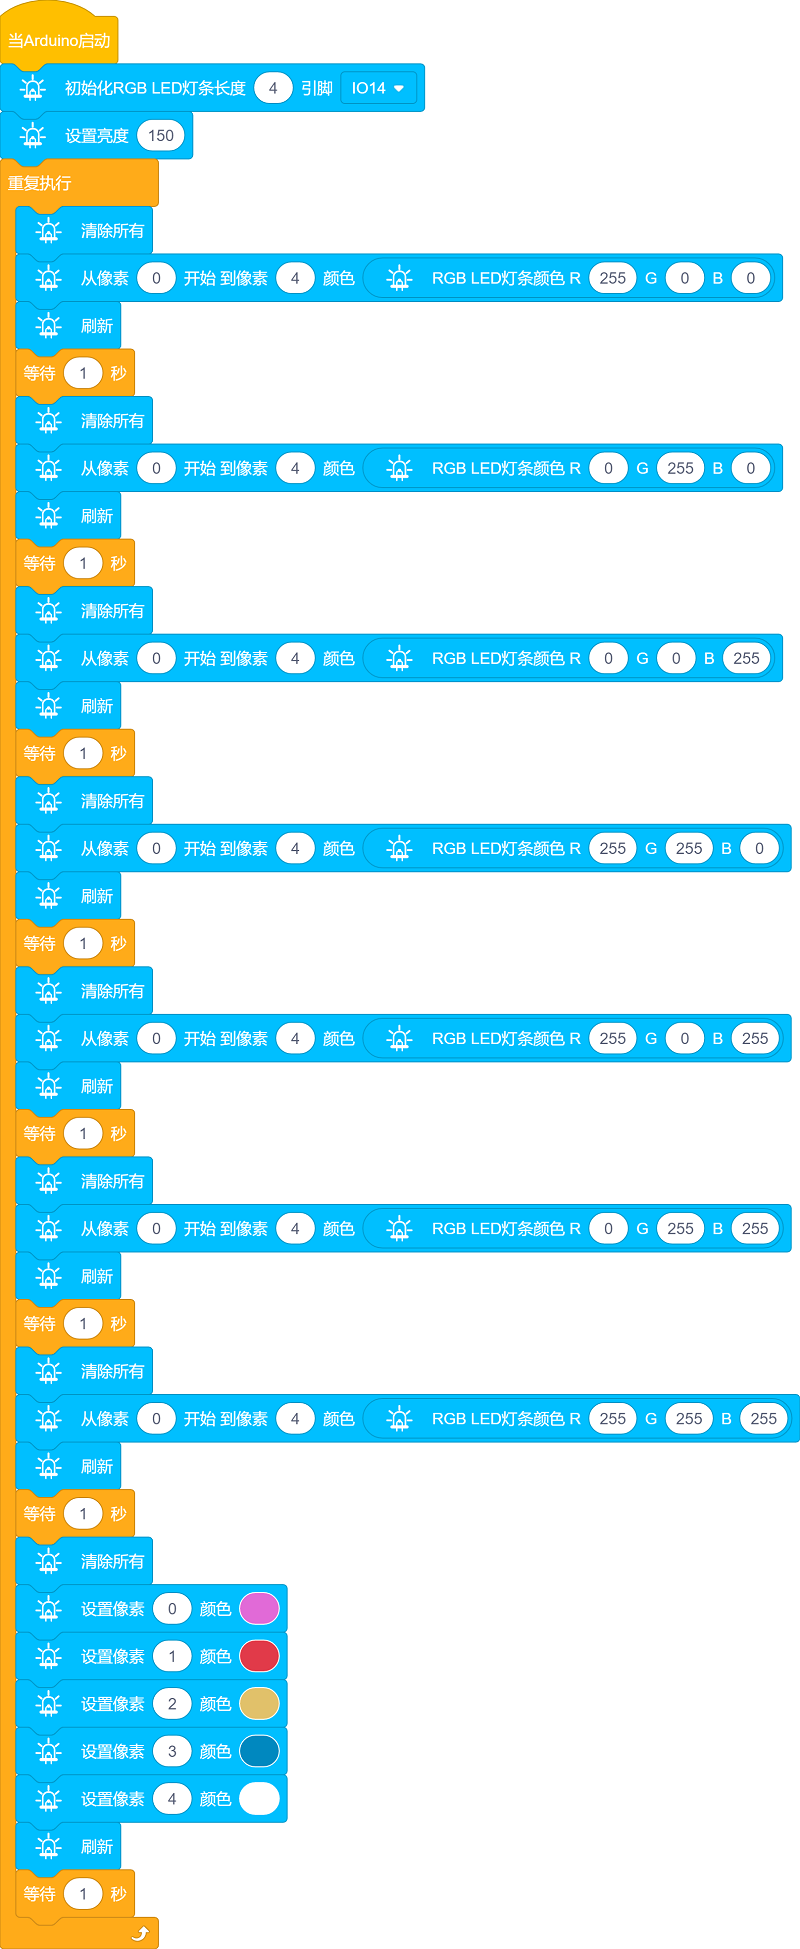 当Arduino启动
初始化RGB LED灯条长度 4 引脚 IO14
设置亮度 150
重复执行
清除所有
从像素 0 开始 到像素 4 颜色 RGB LED灯条颜色 R 255 G 0 B 0
刷新
等待 1 秒
清除所有
从像素 0 开始 到像素 4 颜色 RGB LED灯条颜色 R 0 G 255 B 0
刷新
等待 1 秒
清除所有
从像素 0 开始 到像素 4 颜色 RGB LED灯条颜色 R 0 G 0 B 255
刷新
等待 1 秒
清除所有
从像素 0 开始 到像素 4 颜色 RGB LED灯条颜色 R 255 G 255 B 0
刷新
等待 1 秒
清除所有
从像素 0 开始 到像素 4 颜色 RGB LED灯条颜色 R 255 G 0 B 255
刷新
等待 1 秒
清除所有
从像素 0 开始 到像素 4 颜色 RGB LED灯条颜色 R 0 G 255 B 255
刷新
等待 1 秒
清除所有
从像素 0 开始 到像素 4 颜色 RGB LED灯条颜色 R 255 G 255 B 255
刷新
等待 1 秒
清除所有
设置像素 0 颜色
设置像素 1 颜色
设置像素 2 颜色
设置像素 3 颜色
设置像素 4 颜色
刷新
等待 1 秒